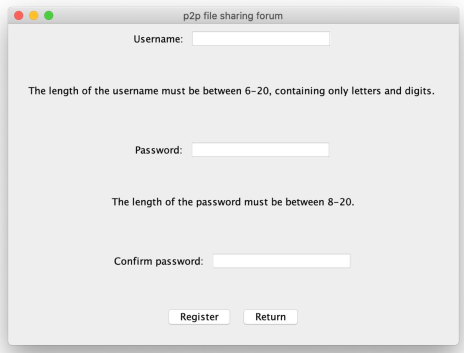 p2p file sharing forum
Username:
The length of the username must be between 6-20, containing only letters and digits.
Password:
The length of the password must be between 8-20.
Confirm password:
Register Return